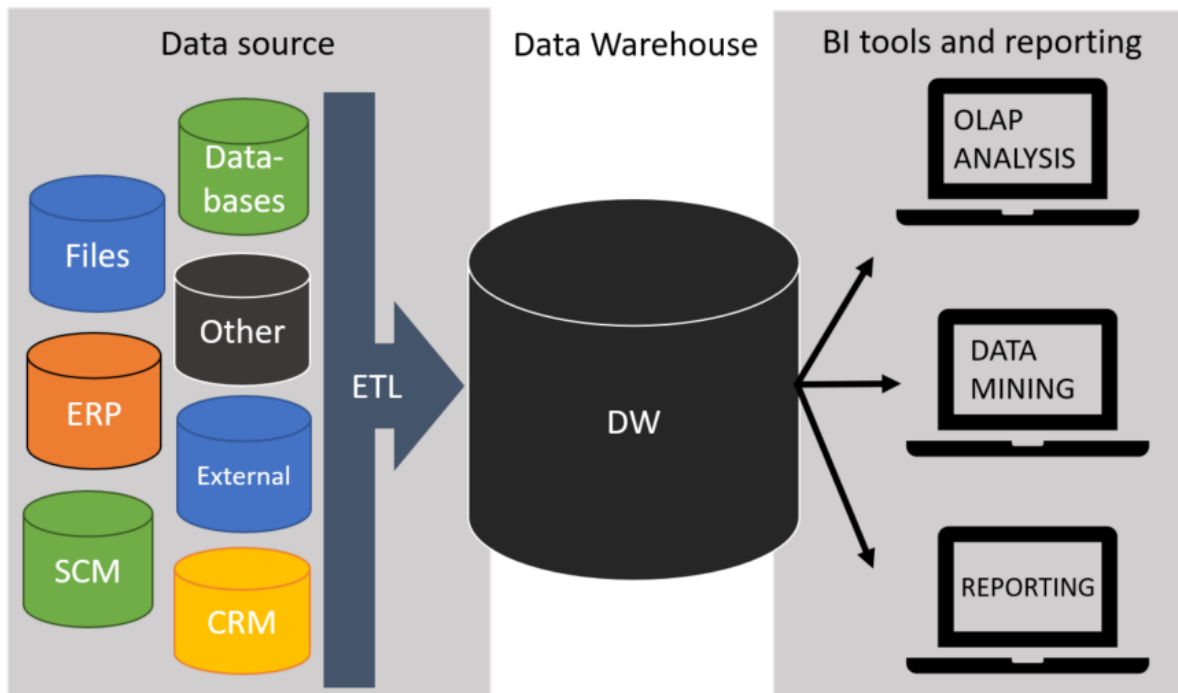 Data source
Data-
bases
Files
Other
ERP
External
SCM
CRM
ETL
Data Warehouse
DW
BI tools and reporting
OLAP
ANALYSIS
DATA
MINING
REPORTING